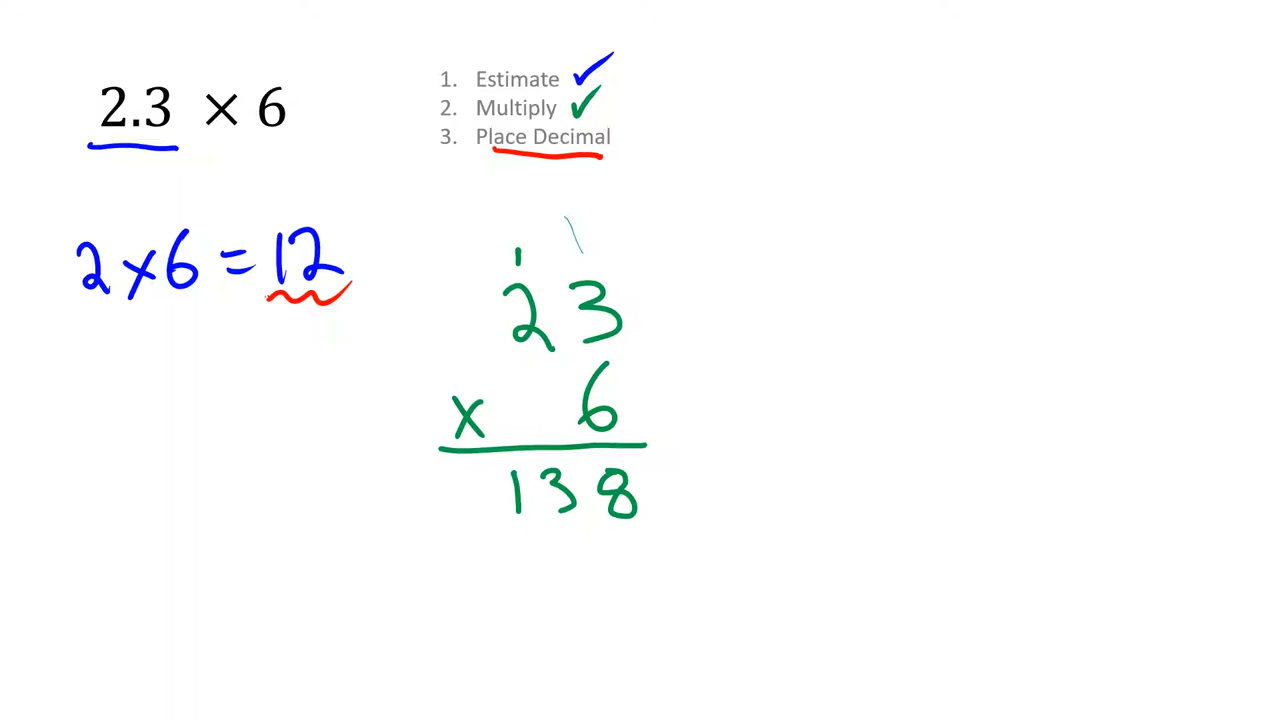 2.3 × 6
1. Estimate ✓
2. Multiply ✓
3. Place Decimal
2 × 6 = 12
1
23
× 6
138